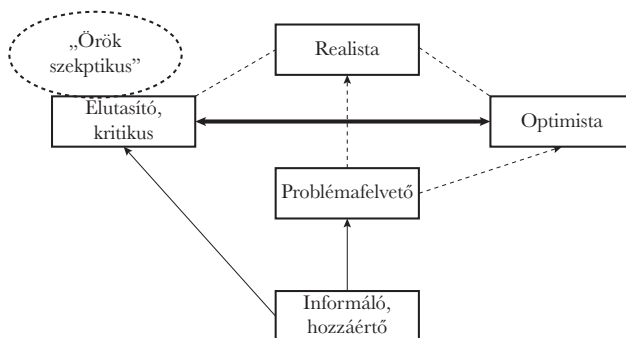 „Örök
szekptikus”
Realista
Elutasító,
kritikus
Optimista
Problémafelvető
Informáló,
hozzáértő